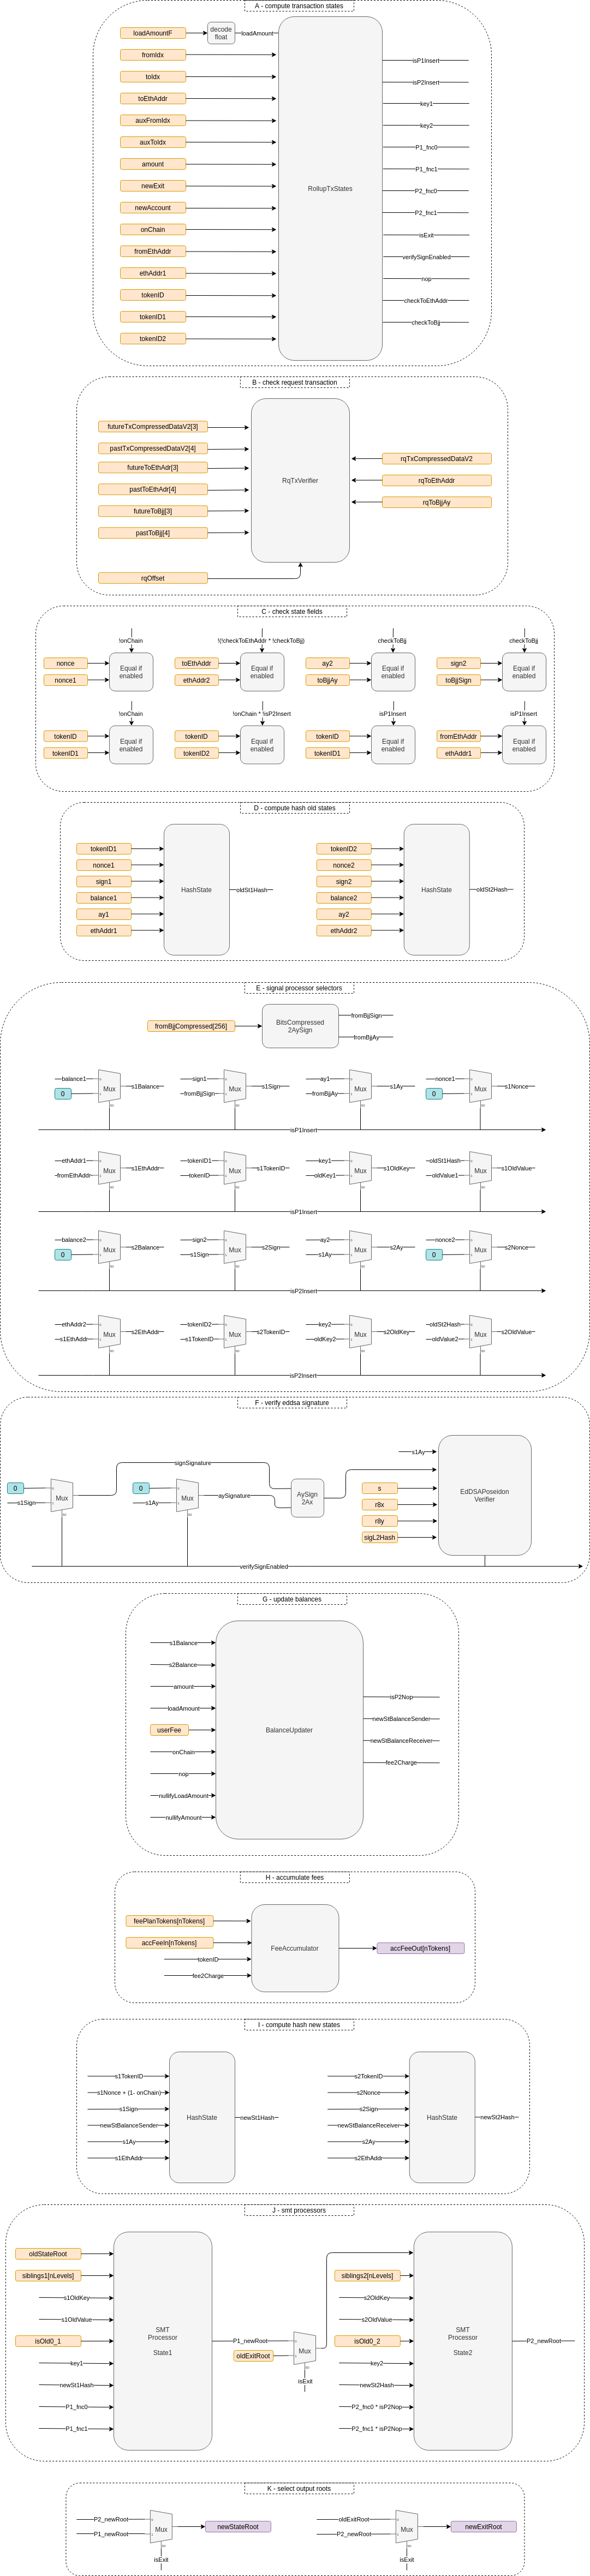 A - compute transaction states
loadAmountF
decode
float
loadAmount
fromIdx
toIdx
toEthAddr
auxFromIdx
auxToIdx
amount
newExit
newAccount
onChain
fromEthAddr
ethAddr1
tokenID
tokenID1
tokenID2
RollupTxStates
isP1Insert
isP2Insert
key1
key2
P1_fnc0
P1_fnc1
P2_fnc0
P2_fnc1
isExit
verifySignEnabled
nop
checkToEthAddr
checkToBjj
B - check request transaction
futureTxCompressedDataV2[3]
pastTxCompressedDataV2[4]
futureToEthAdr[3]
pastToEthAdr[4]
futureToBjj[3]
pastToBjj[4]
rqOffset
RqTxVerifier
rqTxCompressedDataV2
rqToEthAddr
rqToBjjAy
C - check state fields
!onChain
nonce
nonce1
Equal if
enabled
!(!checkToEthAddr * !checkToBjj)
toEthAddr
ethAddr2
Equal if
enabled
checkToBjj
ay2
toBjjAy
Equal if
enabled
checkToBjj
sign2
toBjjSign
Equal if
enabled
!onChain
tokenID
tokenID1
Equal if
enabled
!onChain * !isP2Insert
tokenID
tokenID2
Equal if
enabled
isP1Insert
tokenID
tokenID1
Equal if
enabled
isP1Insert
fromEthAddr
ethAddr1
Equal if
enabled
D - compute hash old states
tokenID1
nonce1
sign1
balance1
ay1
ethAddr1
HashState
oldSt1Hash
tokenID2
nonce2
sign2
balance2
ay2
ethAddr2
HashState
oldSt2Hash
E - signal processor selectors
fromBjjCompressed[256]
BitsCompressed
2AySign
fromBjjSign
fromBjjAy
balance1
0
Mux
s1Balance
sign1
fromBjjSign
Mux
s1Sign
ay1
fromBjjAy
Mux
s1Ay
nonce1
0
Mux
s1Nonce
isP1Insert
ethAddr1
fromEthAddr
Mux
s1EthAddr
tokenID1
tokenID
Mux
s1TokenID
key1
oldKey1
Mux
s1OldKey
oldSt1Hash
oldValue1
Mux
s1OldValue
isP1Insert
balance2
0
Mux
s2Balance
sign2
s1Sign
Mux
s2Sign
ay2
s1Ay
Mux
s2Ay
nonce2
0
Mux
s2Nonce
isP2Insert
ethAddr2
s1EthAddr
Mux
s2EthAddr
tokenID2
s1TokenID
Mux
s2TokenID
key2
oldKey2
Mux
s2OldKey
oldSt2Hash
oldValue2
Mux
s2OldValue
isP2Insert
F - verify eddsa signature
0
s1Sign
Mux
signSignature
0
s1Ay
Mux
aySignature
AySign
2Ax
s1Ay
s
r8x
r8y
sigL2Hash
EdDSAPoseidon
Verifier
verifySignEnabled
G - update balances
s1Balance
s2Balance
amount
loadAmount
userFee
onChain
nop
nullifyLoadAmount
nullifyAmount
BalanceUpdater
isP2Nop
newStBalanceSender
newStBalanceReceiver
fee2Charge
H - accumulate fees
feePlanTokens[nTokens]
accFeeIn[nTokens]
tokenID
fee2Charge
FeeAccumulator
accFeeOut[nTokens]
I - compute hash new states
s1TokenID
s1Nonce + (1- onChain)
s1Sign
newStBalanceSender
s1Ay
s1EthAddr
HashState
newSt1Hash
s2TokenID
s2Nonce
s2Sign
newStBalanceReceiver
s2Ay
s2EthAddr
HashState
newSt2Hash
J - smt processors
oldStateRoot
siblings1[nLevels]
s1OldKey
s1OldValue
isOld0_1
key1
newSt1Hash
P1_fnc0
P1_fnc1
SMT
Processor
State1
P1_newRoot
oldExitRoot
Mux
isExit
siblings2[nLevels]
s2OldKey
s2OldValue
isOld0_2
key2
newSt2Hash
P2_fnc0 * isP2Nop
P2_fnc1 * isP2Nop
SMT
Processor
State2
P2_newRoot
K - select output roots
P2_newRoot
P1_newRoot
Mux
isExit
newStateRoot
oldExitRoot
P2_newRoot
Mux
isExit
newExitRoot